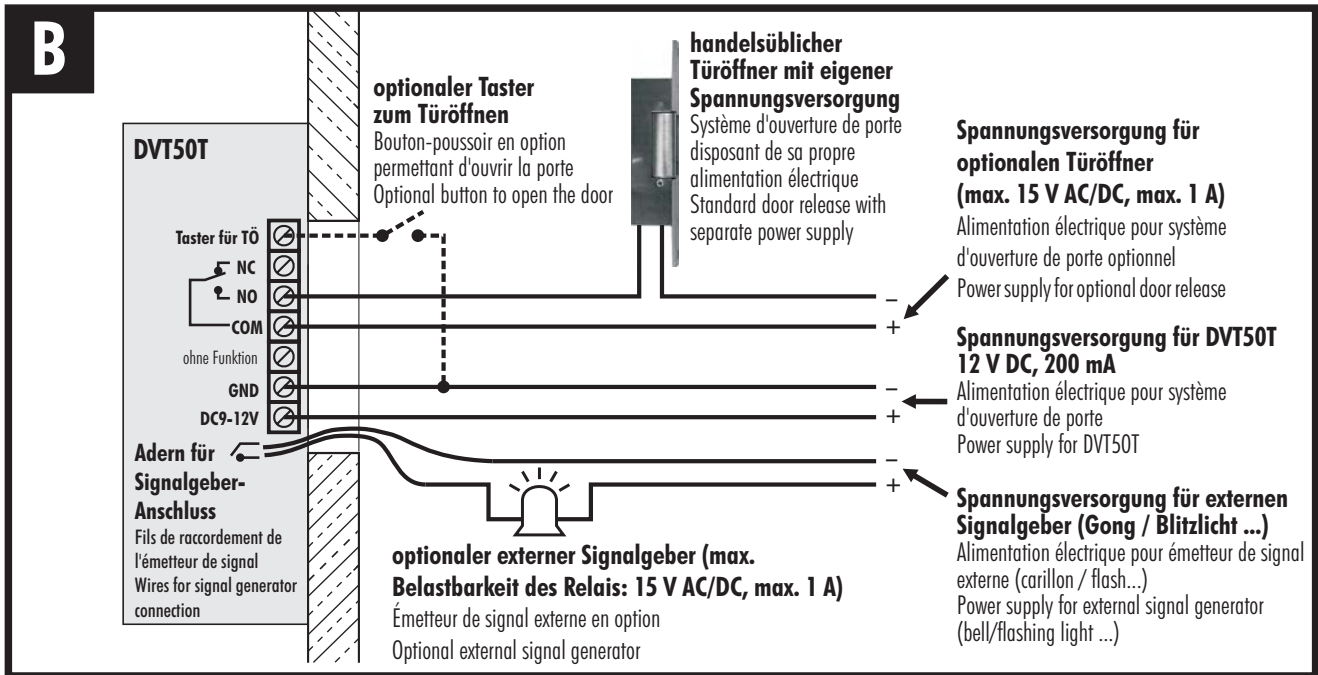 B
DVT50T
Taster für TÖ
NC
NO
COM
ohne Funktion
GND
DC9-12V
Adern für
Signalgeber-
Anschluss
Fils de raccordement de
l'émetteur de signal
Wires for signal generator
connection
optionaler Taster
zum Türöffnen
Bouton-poussoir en option
permettant d'ouvrir la porte
Optional button to open the door
handelsüblicher
Türöffner mit eigener
Spannungsversorgung
Système d'ouverture de porte
disposant de sa propre
alimentation électrique
Standard door release with
separate power supply
Spannungsversorgung für
optionalen Türöffner
(max. 15 V AC/DC, max. 1 A)
Alimentation électrique pour système
d'ouverture de porte optionnel
Power supply for optional door release
–
+
Spannungsversorgung für DVT50T
12 V DC, 200 mA
Alimentation électrique pour système
d'ouverture de porte
Power supply for DVT50T
–
+
Spannungsversorgung für externen
Signalgeber (Gong / Blitzlicht ...)
Alimentation électrique pour émetteur de signal
externe (carillon / flash...)
Power supply for external signal generator
(bell/flashing light ...)
–
+
optionaler externer Signalgeber (max.
Belastbarkeit des Relais: 15 V AC/DC, max. 1 A)
Émetteur de signal externe en option
Optional external signal generator